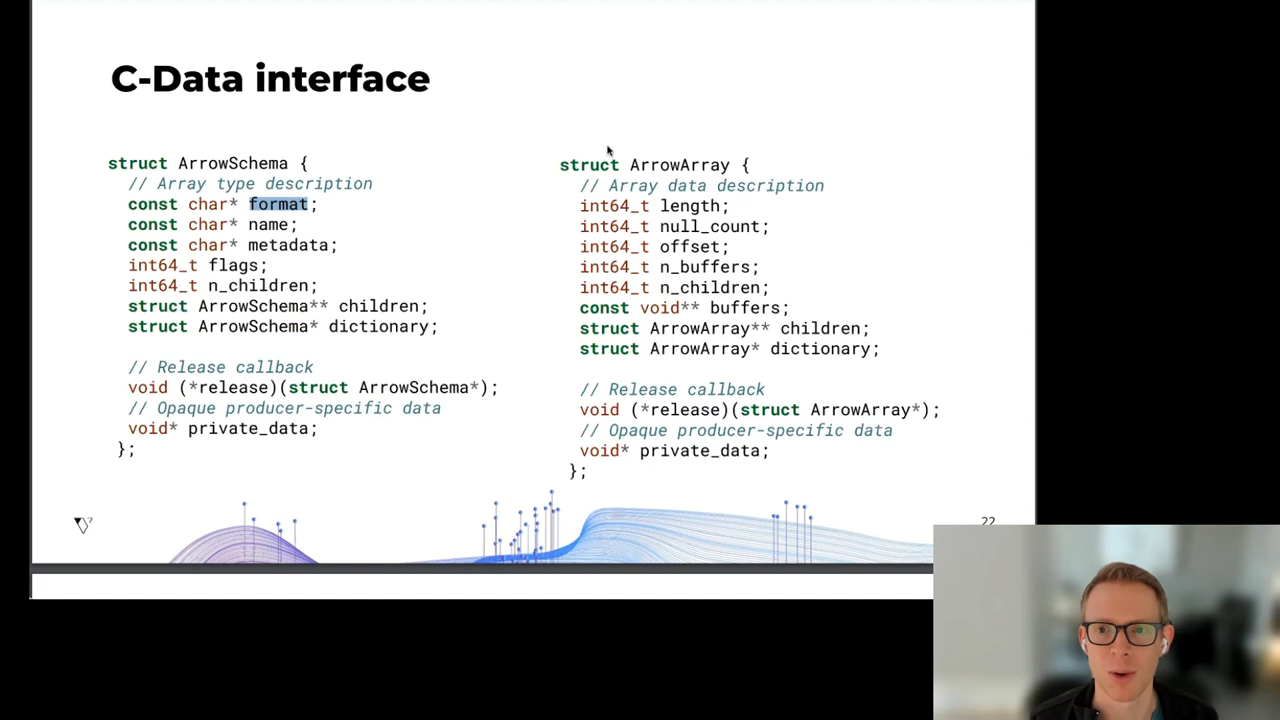 C-Data interface
struct ArrowSchema {
// Array type description
const char* format;
const char* name;
const char* metadata;
int64_t flags;
int64_t n_children;
struct ArrowSchema** children;
struct ArrowSchema* dictionary;
// Release callback
void (*release)(struct ArrowSchema*);
// Opaque producer-specific data
void* private_data;
};
struct ArrowArray {
// Array data description
int64_t length;
int64_t null_count;
int64_t offset;
int64_t n_buffers;
int64_t n_children;
const void** buffers;
struct ArrowArray** children;
struct ArrowArray* dictionary;
// Release callback
void (*release)(struct ArrowArray*);
// Opaque producer-specific data
void* private_data;
};
22